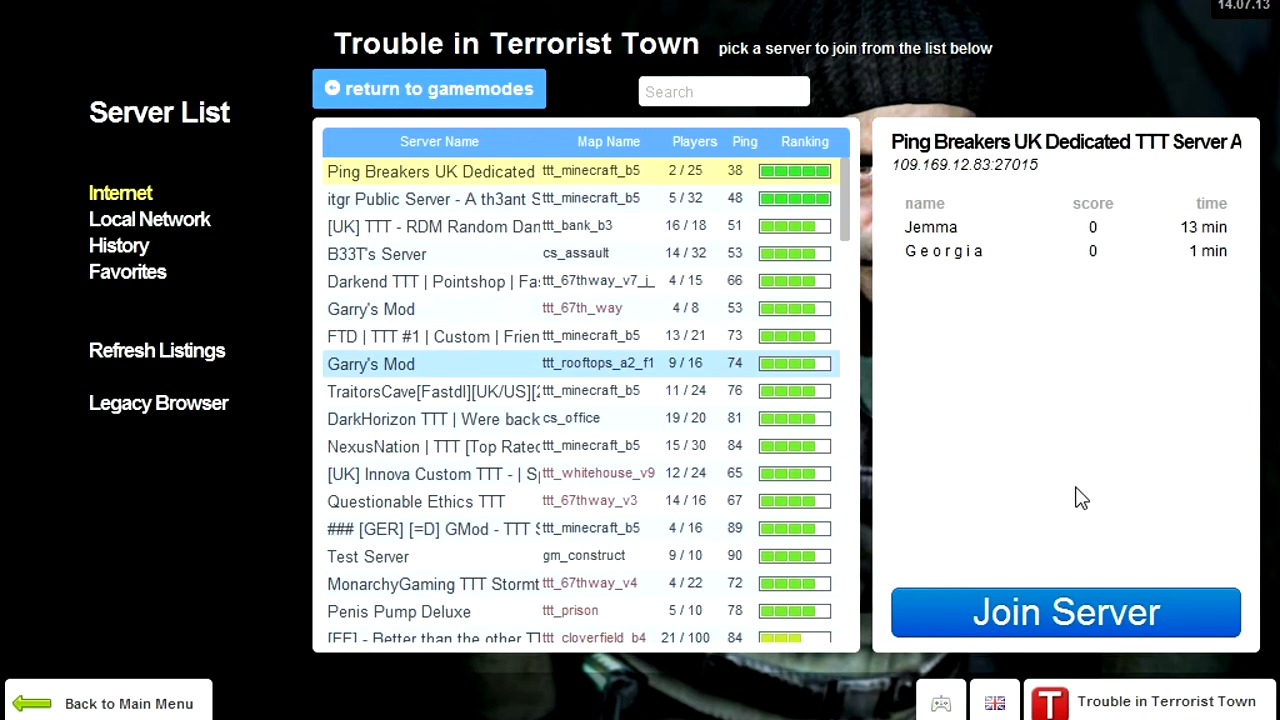 14.07.13
Trouble in Terrorist Town pick a server to join from the list below
return to gamemodes
Search
Server List
Internet
Local Network
History
Favorites
Refresh Listings
Legacy Browser
Server Name Map Name Players Ping Ranking
Ping Breakers UK Dedicated ttt_minecraft_b5 2 / 25 38
itgr Public Server - A th3ant S ttt_minecraft_b5 5 / 32 48
[UK] TTT - RDM Random Dan ttt_bank_b3 16 / 18 51
B33T's Server cs_assault 14 / 32 53
Darkend TTT | Pointshop | Fa ttt_67thway_v7_j_ 4 / 15 66
Garry's Mod ttt_67th_way 4 / 8 53
FTD | TTT #1 | Custom | Frien ttt_minecraft_b5 13 / 21 73
Garry's Mod ttt_rooftops_a2_f1 9 / 16 74
TraitorsCave[Fastdl][UK/US][ ttt_minecraft_b5 11 / 24 76
DarkHorizon TTT | Were back cs_office 19 / 20 81
NexusNation | TTT [Top Rated ttt_minecraft_b5 15 / 30 84
[UK] Innova Custom TTT - | S ttt_whitehouse_v9 12 / 24 65
Questionable Ethics TTT ttt_67thway_v3 14 / 16 67
### [GER] [=D] GMod - TTT S ttt_minecraft_b5 4 / 16 89
Test Server gm_construct 9 / 10 90
MonarchyGaming TTT Stormt ttt_67thway_v4 4 / 22 72
Penis Pump Deluxe ttt_prison 5 / 10 78
- Better than the other ttt_cloverfield_b4 21 / 100 84
Ping Breakers UK Dedicated TTT Server A
109.169.12.83:27015
name score time
Jemma 0 13 min
G e o r g i a 0 1 min
Join Server
Back to Main Menu
T Trouble in Terrorist Town